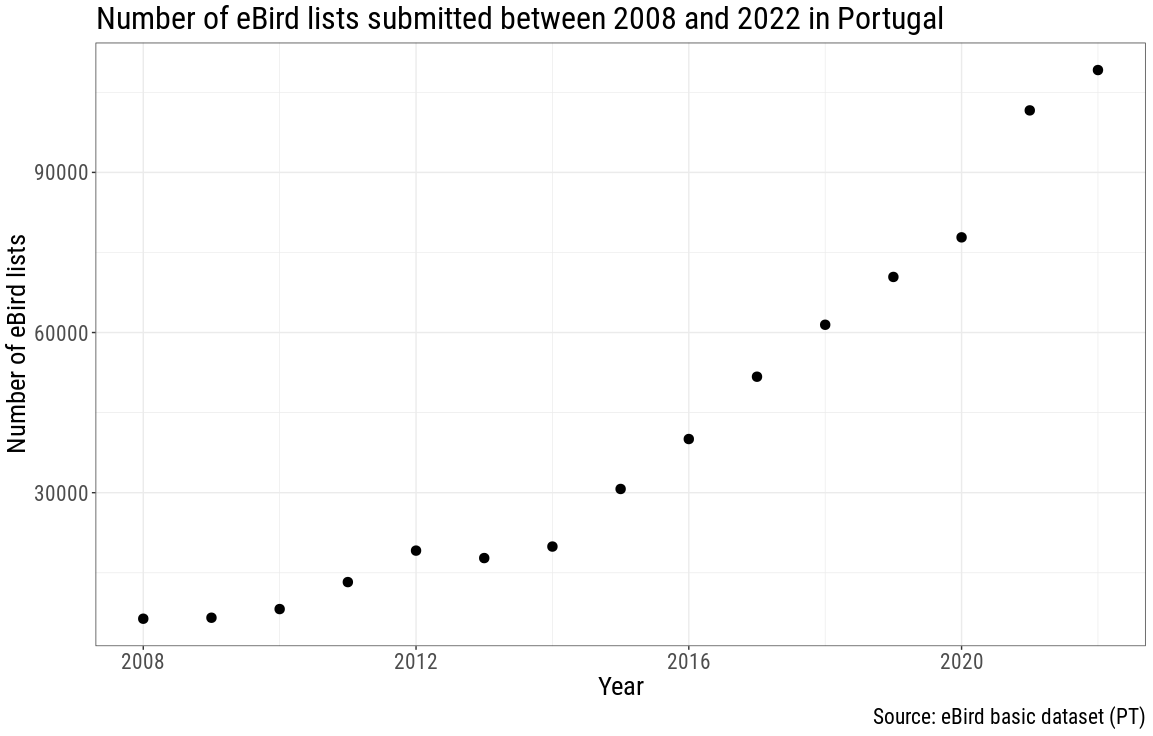 Number of eBird lists submitted between 2008 and 2022 in Portugal
90000
60000
30000
Number of eBird lists
2008 2012 2016 2020
Year
Source: eBird basic dataset (PT)